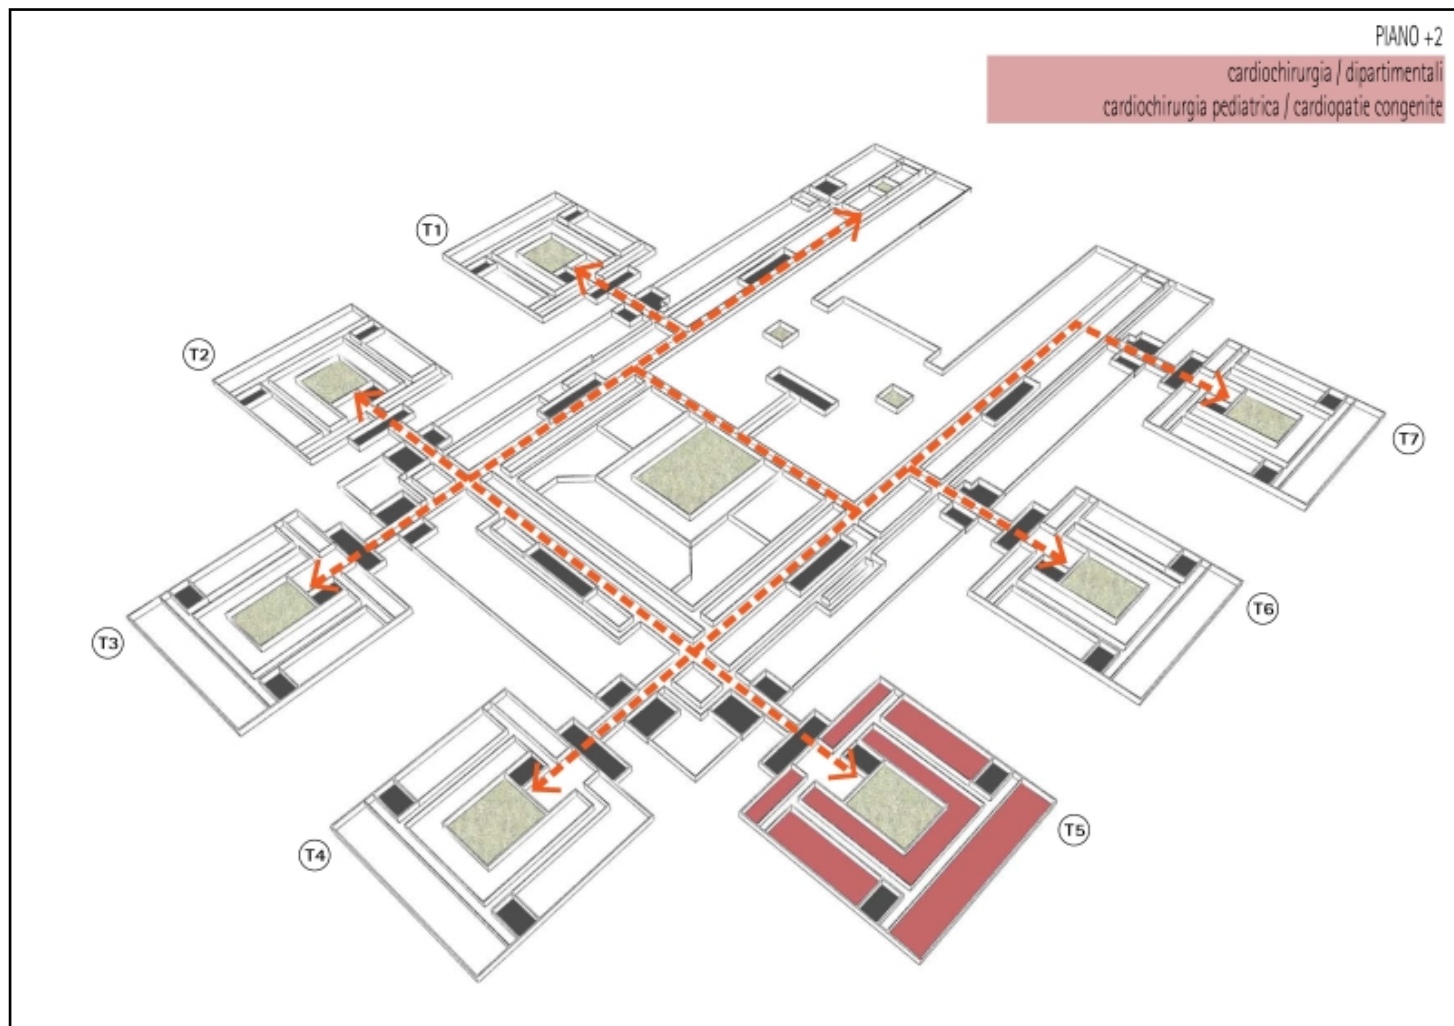 PIANO +2
cardiochirurgia / dipartimentali
cardiochirurgia pediatrica / cardiopatie congenite
T1
T2
T3
T4
T5
T6
T7